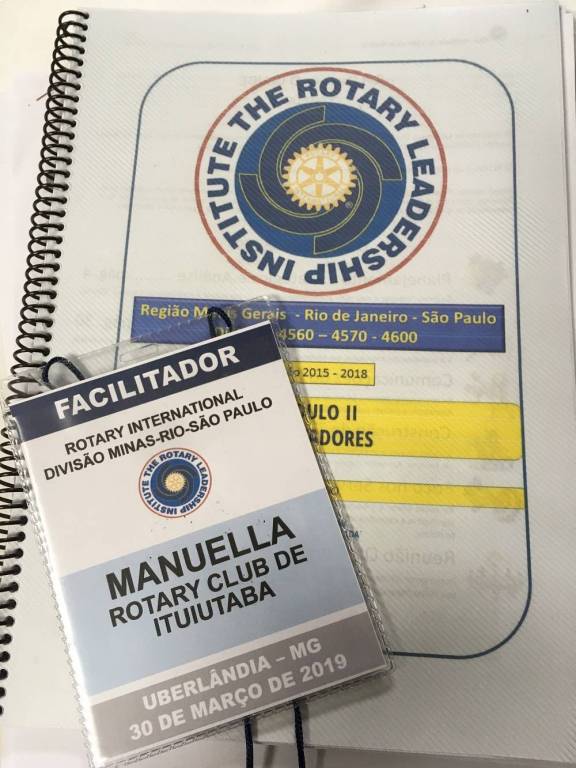 THE ROTARY LEADERSHIP INSTITUTE
Região M s Gerais - Rio de Janeiro - São Paulo
4560 – 4570 - 4600
2015 - 2018
ULO II
ADORES
FACILITADOR
ROTARY INTERNATIONAL
DIVISÃO MINAS-RIO-SÃO PAULO
THE ROTARY LEADERSHIP INSTITUTE
MANUELLA
ROTARY CLUB DE
ITUIUTABA
UBERLÂNDIA – MG
30 DE MARÇO DE 2019